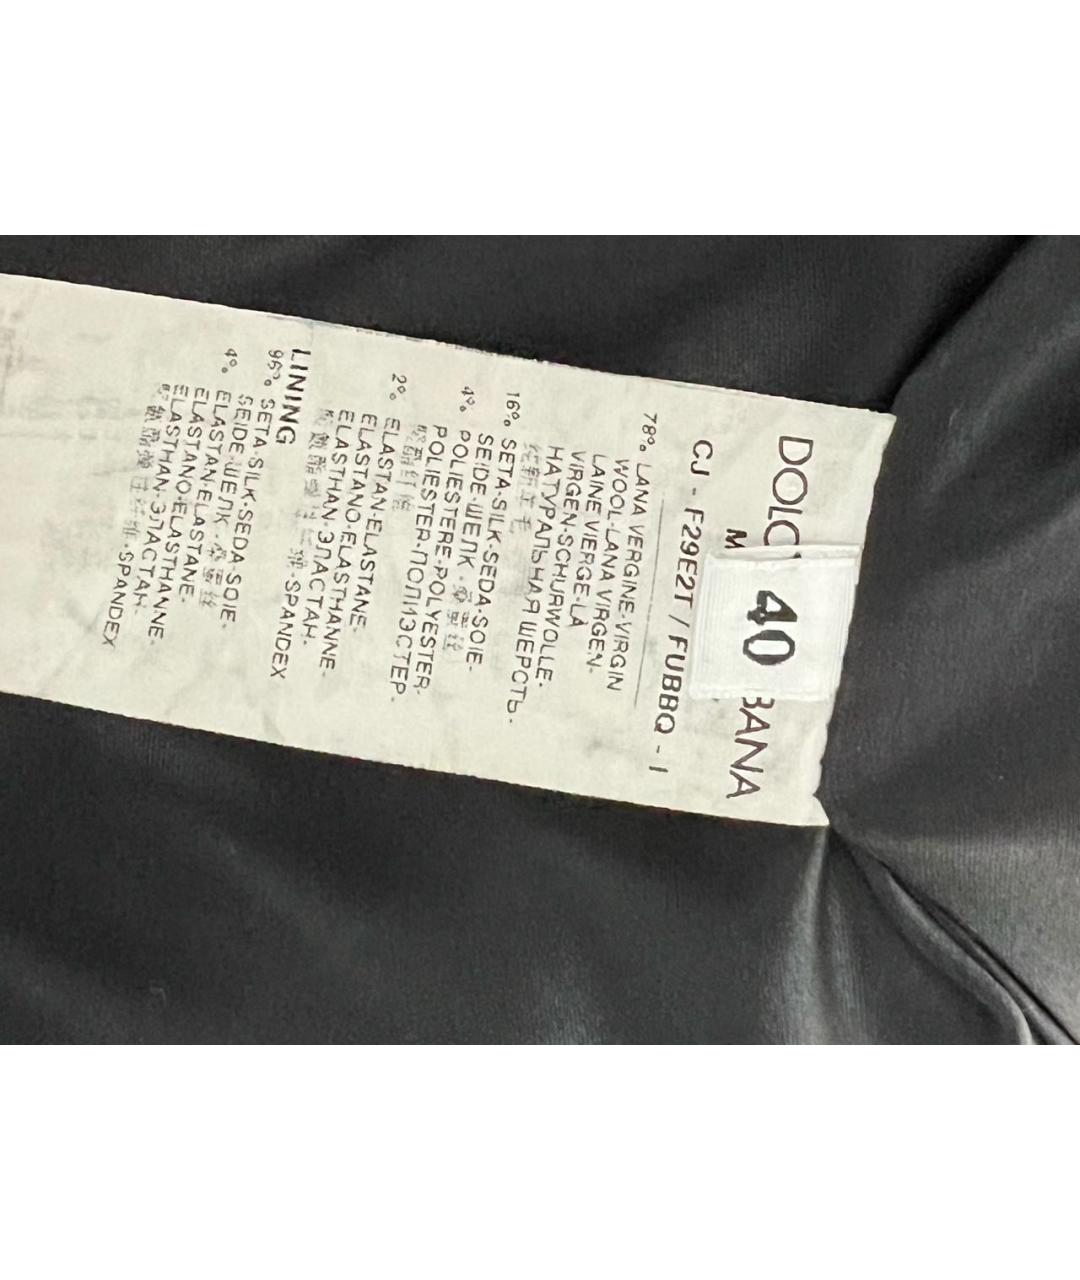 DOLC BANA
M
40
CJ - F29E2T / FUBBQ - 1
78% LANA VERGINE-VIRGIN
WOOL-LANA VIRGEN-
LAINE VIERGE-LÃ
VIRGEN-SCHURWOLLE-
НАТУРАЛЬНАЯ ШЕРСТЬ-
16% SETA-SILK-SEDA-SOIE-
SEIDE-ШЕЛК-
4% POLIESTERE-POLYESTER-
POLIESTER-ПОЛИЭСТЕР-
2% ELASTAN-ELASTANE-
ELASTANO-ELASTHANNE-
ELASTHAN-ЭЛАСТАН-
-SPANDEX
LINING
96% SETA-SILK-SEDA-SOIE-
SEIDE-ШЕЛК-
4% ELASTAN-ELASTANE-
ELASTANO-ELASTHANNE-
ELASTHAN-ЭЛАСТАН-
-SPANDEX